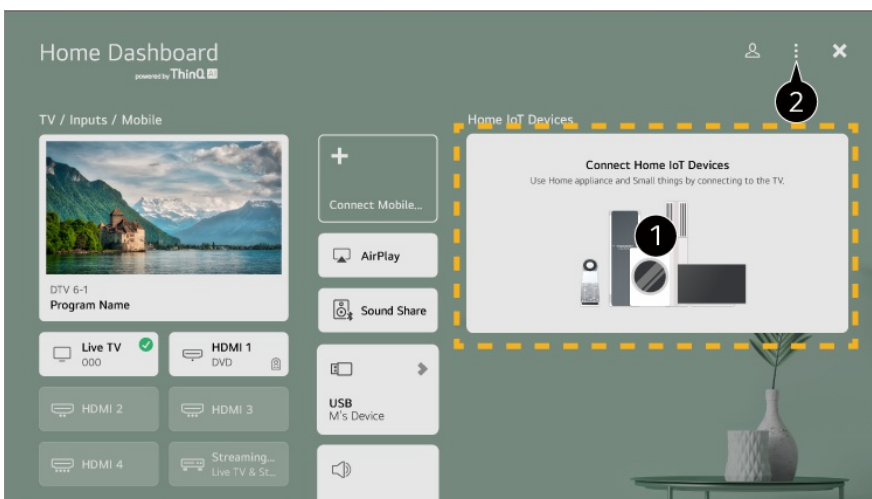 Home Dashboard
powered by ThinQ AI
2
TV / Inputs / Mobile
Home IoT Devices
DTV 6-1
Program Name
Live TV
000
HDMI 1
DVD
HDMI 2
HDMI 3
HDMI 4
Streaming...
Live TV & St...
+
Connect Mobile...
AirPlay
Sound Share
USB
M's Device
Connect Home IoT Devices
Use Home appliance and Small things by connecting to the TV.
1